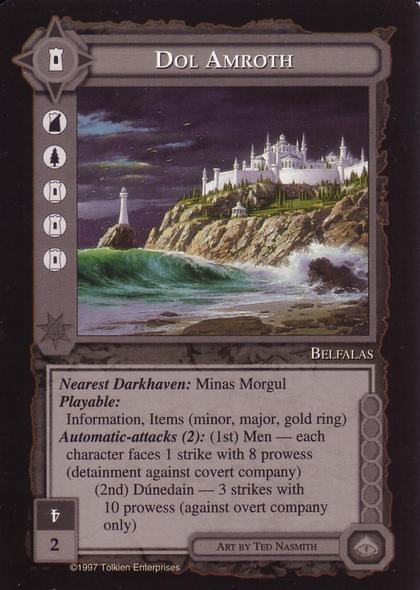 DOL AMROTH
BELFALAS
Nearest Darkhaven: Minas Morgul
Playable:
Information, Items (minor, major, gold ring)
Automatic-attacks (2): (1st) Men — each
character faces 1 strike with 8 prowess
(detainment against covert company)
(2nd) Dúnedain — 3 strikes with
10 prowess (against overt company
only)
2
ART BY TED NASMITH
©1997 Tolkien Enterprises